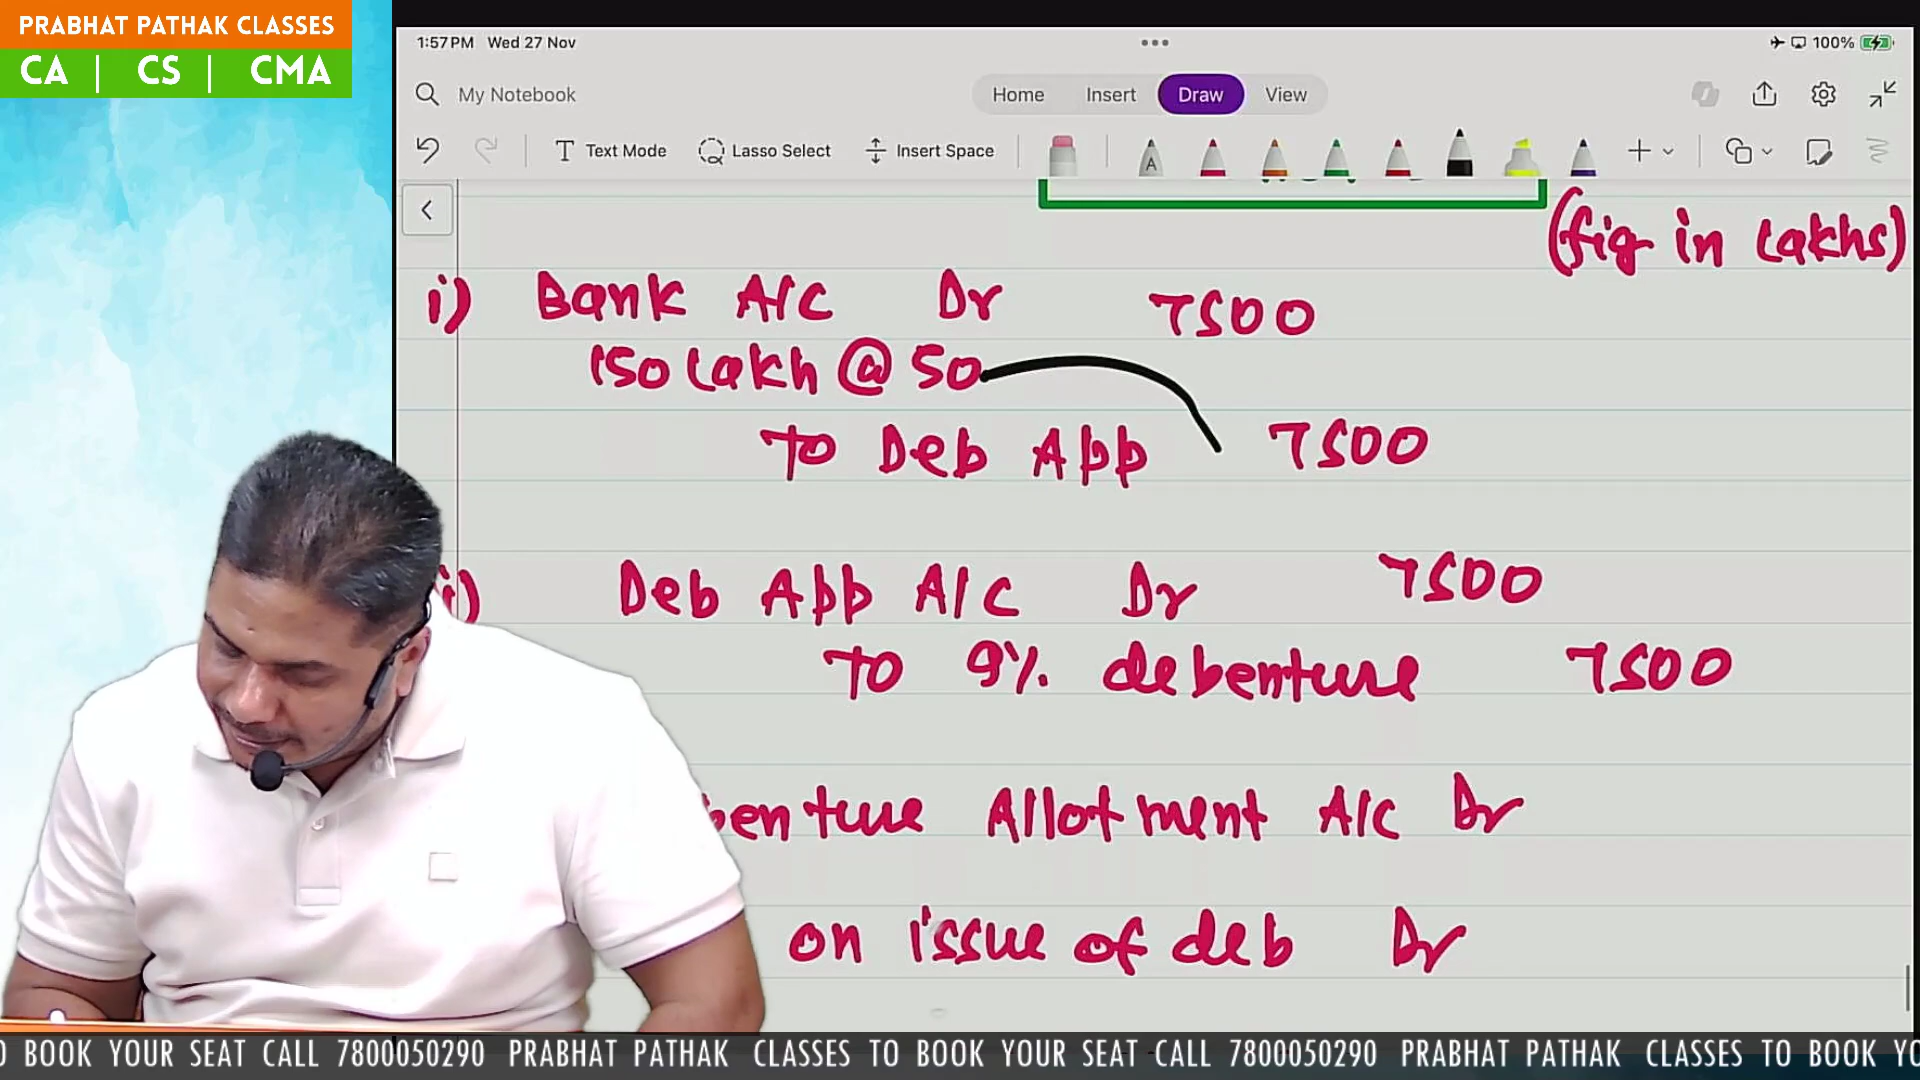 PRABHAT PATHAK CLASSES
CA | CS | CMA
1:57 PM Wed 27 Nov
100%
My Notebook
Home Insert Draw View
Text Mode Lasso Select Insert Space
A
(fig in Lakhs)
i) Bank A/C Dr 7500
150 Lakh @ 50
To Deb App 7500
i) Deb App A/C Dr 7500
To 9% debenture 7500
benture Allotment A/C Dr
on issue of deb Dr
O BOOK YOUR SEAT CALL 7800050290 PRABHAT PATHAK CLASSES TO BOOK YOUR SEAT CALL 7800050290 PRABHAT PATHAK CLASSES TO BOOK YO